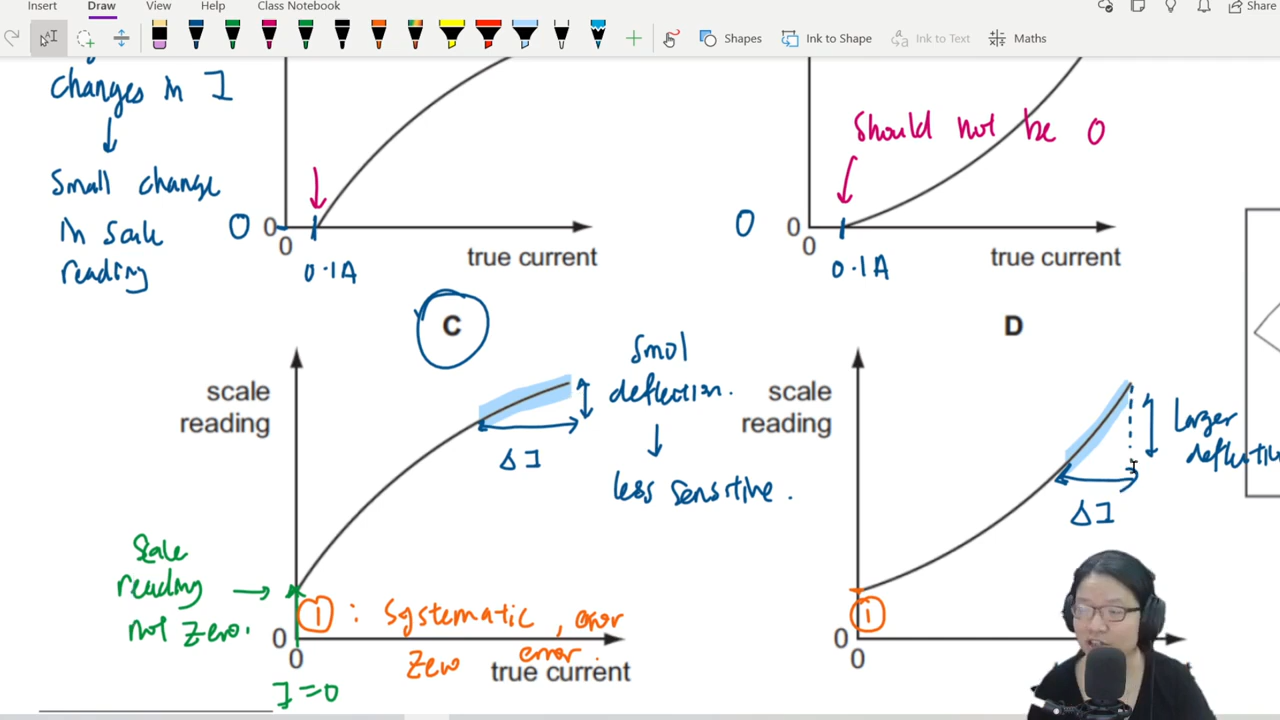 Insert Draw View Help Class Notebook Share
Shapes Ink to Shape Ink to Text Maths
changes in I
Small change
in scale
reading
0
0
0
0.1A
true current
Should not be 0
0
0
0
0.1A
true current
C
scale
reading
ΔI
Smol
deflection.
less sensitive.
Scale
reading
not zero.
0
0
I=0
1 : Systematic, error
zero error.
true current
D
scale
reading
ΔI
Larger
1
0
0